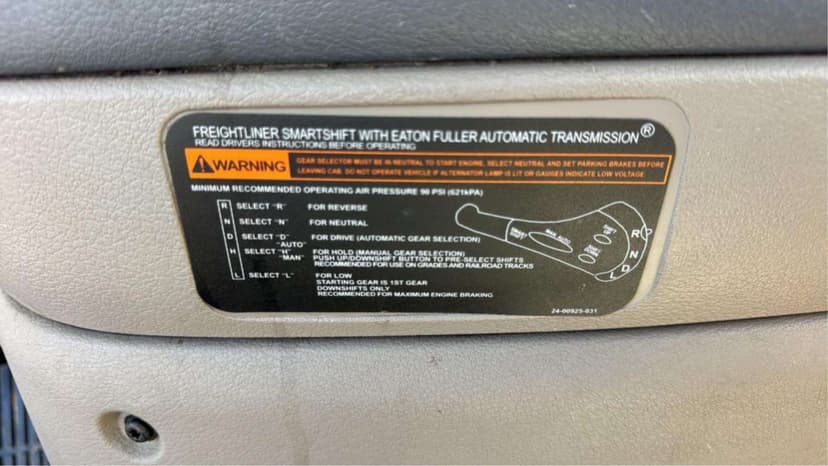 FREIGHTLINER SMARTSHIFT WITH EATON FULLER AUTOMATIC TRANSMISSION®
READ DRIVERS INSTRUCTIONS BEFORE OPERATING
WARNING
GEAR SELECTOR MUST BE IN NEUTRAL TO START ENGINE. SELECT NEUTRAL AND SET PARKING BRAKES BEFORE
LEAVING CAB. DO NOT OPERATE VEHICLE IF ALTERNATOR LAMP IS LIT OR GAUGES INDICATE LOW VOLTAGE
MINIMUM RECOMMENDED OPERATING AIR PRESSURE 90 PSI (621kPA)
R SELECT "R" FOR REVERSE
N SELECT "N" FOR NEUTRAL
D SELECT "D" FOR DRIVE (AUTOMATIC GEAR SELECTION)
"AUTO"
H SELECT "H" FOR HOLD (MANUAL GEAR SELECTION)
"MAN" PUSH UP/DOWNSHIFT BUTTON TO PRE-SELECT SHIFTS
RECOMMENDED FOR USE ON GRADES AND RAILROAD TRACKS
L SELECT "L" FOR LOW
STARTING GEAR IS 1ST GEAR
DOWNSHIFTS ONLY
RECOMMENDED FOR MAXIMUM ENGINE BRAKING
MAN AUTO
R
N
D
L
24-00925-031